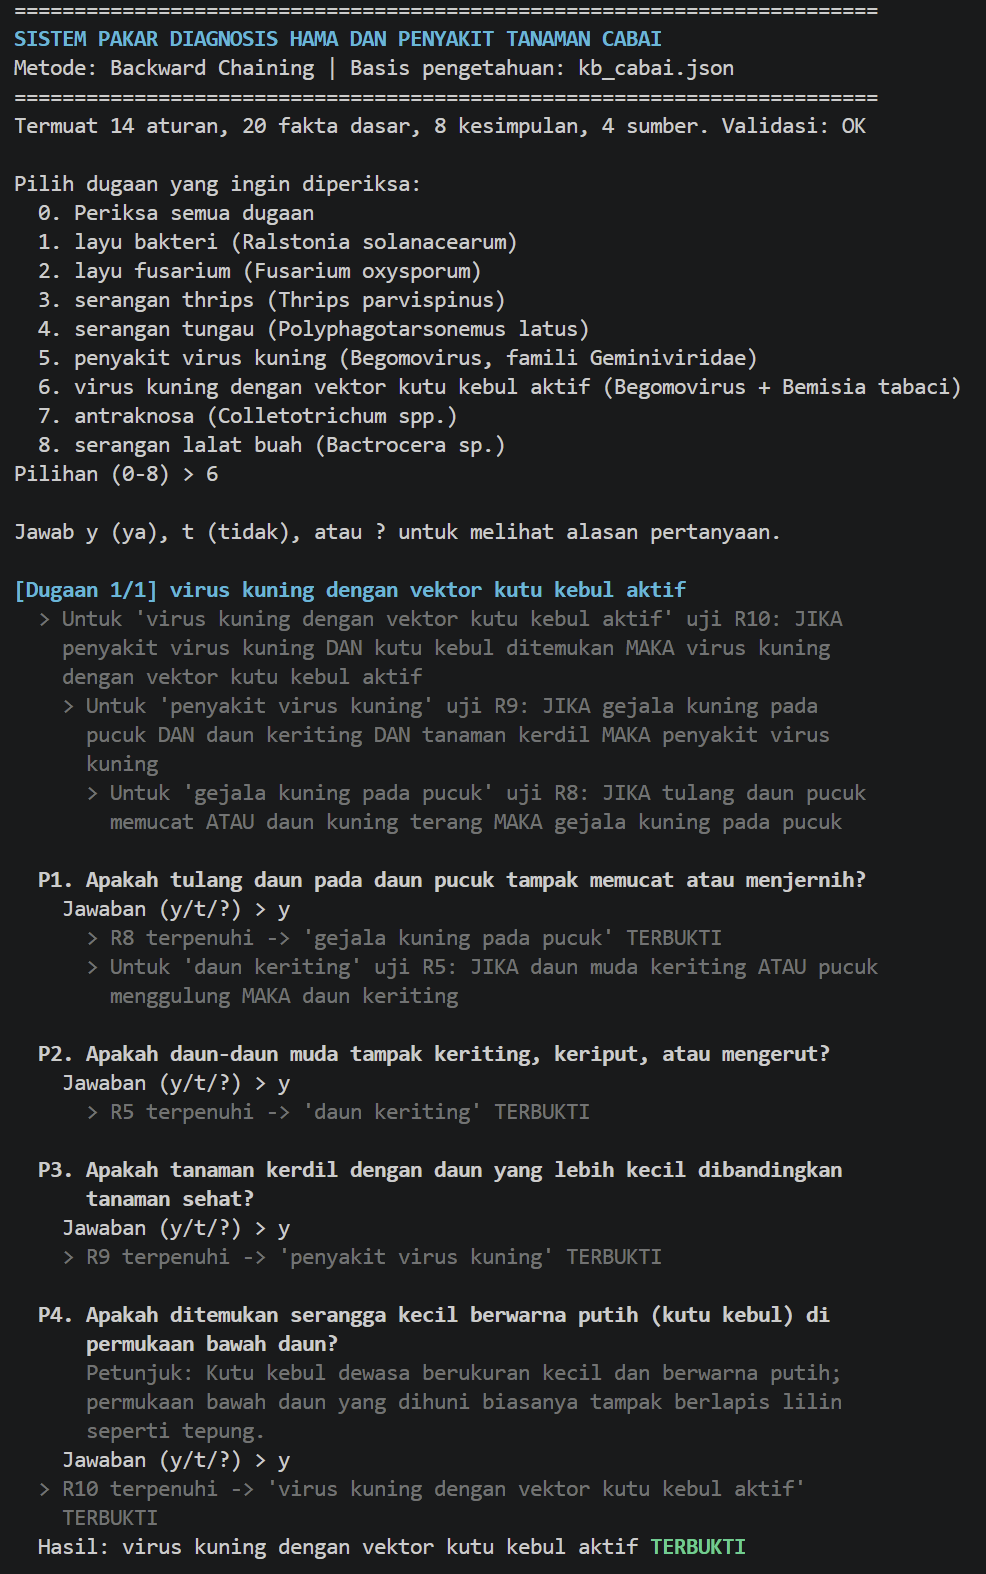 ========================================================================
SISTEM PAKAR DIAGNOSIS HAMA DAN PENYAKIT TANAMAN CABAI
Metode: Backward Chaining | Basis pengetahuan: kb_cabai.json
========================================================================
Termuat 14 aturan, 20 fakta dasar, 8 kesimpulan, 4 sumber. Validasi: OK

Pilih dugaan yang ingin diperiksa:
  0. Periksa semua dugaan
  1. layu bakteri (Ralstonia solanacearum)
  2. layu fusarium (Fusarium oxysporum)
  3. serangan thrips (Thrips parvispinus)
  4. serangan tungau (Polyphagotarsonemus latus)
  5. penyakit virus kuning (Begomovirus, famili Geminiviridae)
  6. virus kuning dengan vektor kutu kebul aktif (Begomovirus + Bemisia tabaci)
  7. antraknosa (Colletotrichum spp.)
  8. serangan lalat buah (Bactrocera sp.)
Pilihan (0-8) > 6

Jawab y (ya), t (tidak), atau ? untuk melihat alasan pertanyaan.

[Dugaan 1/1] virus kuning dengan vektor kutu kebul aktif
  > Untuk 'virus kuning dengan vektor kutu kebul aktif' uji R10: JIKA
    penyakit virus kuning DAN kutu kebul ditemukan MAKA virus kuning
    dengan vektor kutu kebul aktif
    > Untuk 'penyakit virus kuning' uji R9: JIKA gejala kuning pada
      pucuk DAN daun keriting DAN tanaman kerdil MAKA penyakit virus
      kuning
      > Untuk 'gejala kuning pada pucuk' uji R8: JIKA tulang daun pucuk
        memucat ATAU daun kuning terang MAKA gejala kuning pada pucuk

  P1. Apakah tulang daun pada daun pucuk tampak memucat atau menjernih?
    Jawaban (y/t/?) > y
      > R8 terpenuhi -> 'gejala kuning pada pucuk' TERBUKTI
      > Untuk 'daun keriting' uji R5: JIKA daun muda keriting ATAU pucuk
        menggulung MAKA daun keriting

  P2. Apakah daun-daun muda tampak keriting, keriput, atau mengerut?
    Jawaban (y/t/?) > y
      > R5 terpenuhi -> 'daun keriting' TERBUKTI

  P3. Apakah tanaman kerdil dengan daun yang lebih kecil dibandingkan
      tanaman sehat?
    Jawaban (y/t/?) > y
    > R9 terpenuhi -> 'penyakit virus kuning' TERBUKTI

  P4. Apakah ditemukan serangga kecil berwarna putih (kutu kebul) di
      permukaan bawah daun?
      Petunjuk: Kutu kebul dewasa berukuran kecil dan berwarna putih;
      permukaan bawah daun yang dihuni biasanya tampak berlapis lilin
      seperti tepung.
    Jawaban (y/t/?) > y
  > R10 terpenuhi -> 'virus kuning dengan vektor kutu kebul aktif'
    TERBUKTI
  Hasil: virus kuning dengan vektor kutu kebul aktif TERBUKTI